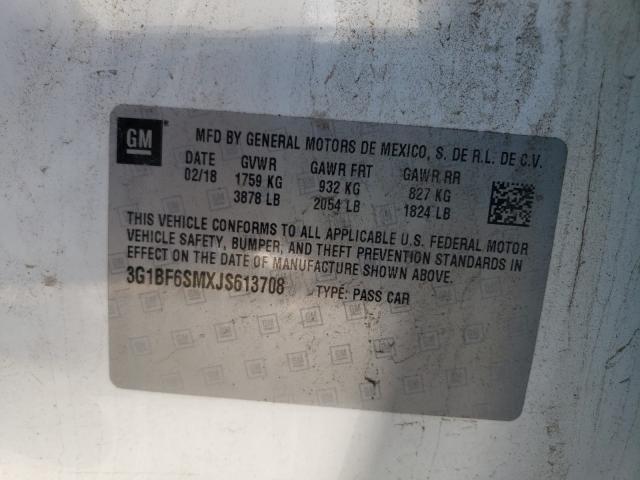 GM
MFD BY GENERAL MOTORS DE MEXICO, S. DE R.L. DE C.V.
DATE GVWR GAWR FRT GAWR RR
02/18 1759 KG 932 KG 827 KG
3878 LB 2054 LB 1824 LB
THIS VEHICLE CONFORMS TO ALL APPLICABLE U.S. FEDERAL MOTOR
VEHICLE SAFETY, BUMPER, AND THEFT PREVENTION STANDARDS IN
EFFECT ON THE DATE OF MANUFACTURE SHOWN ABOVE.
3G1BF6SMXJS613708 TYPE: PASS CAR